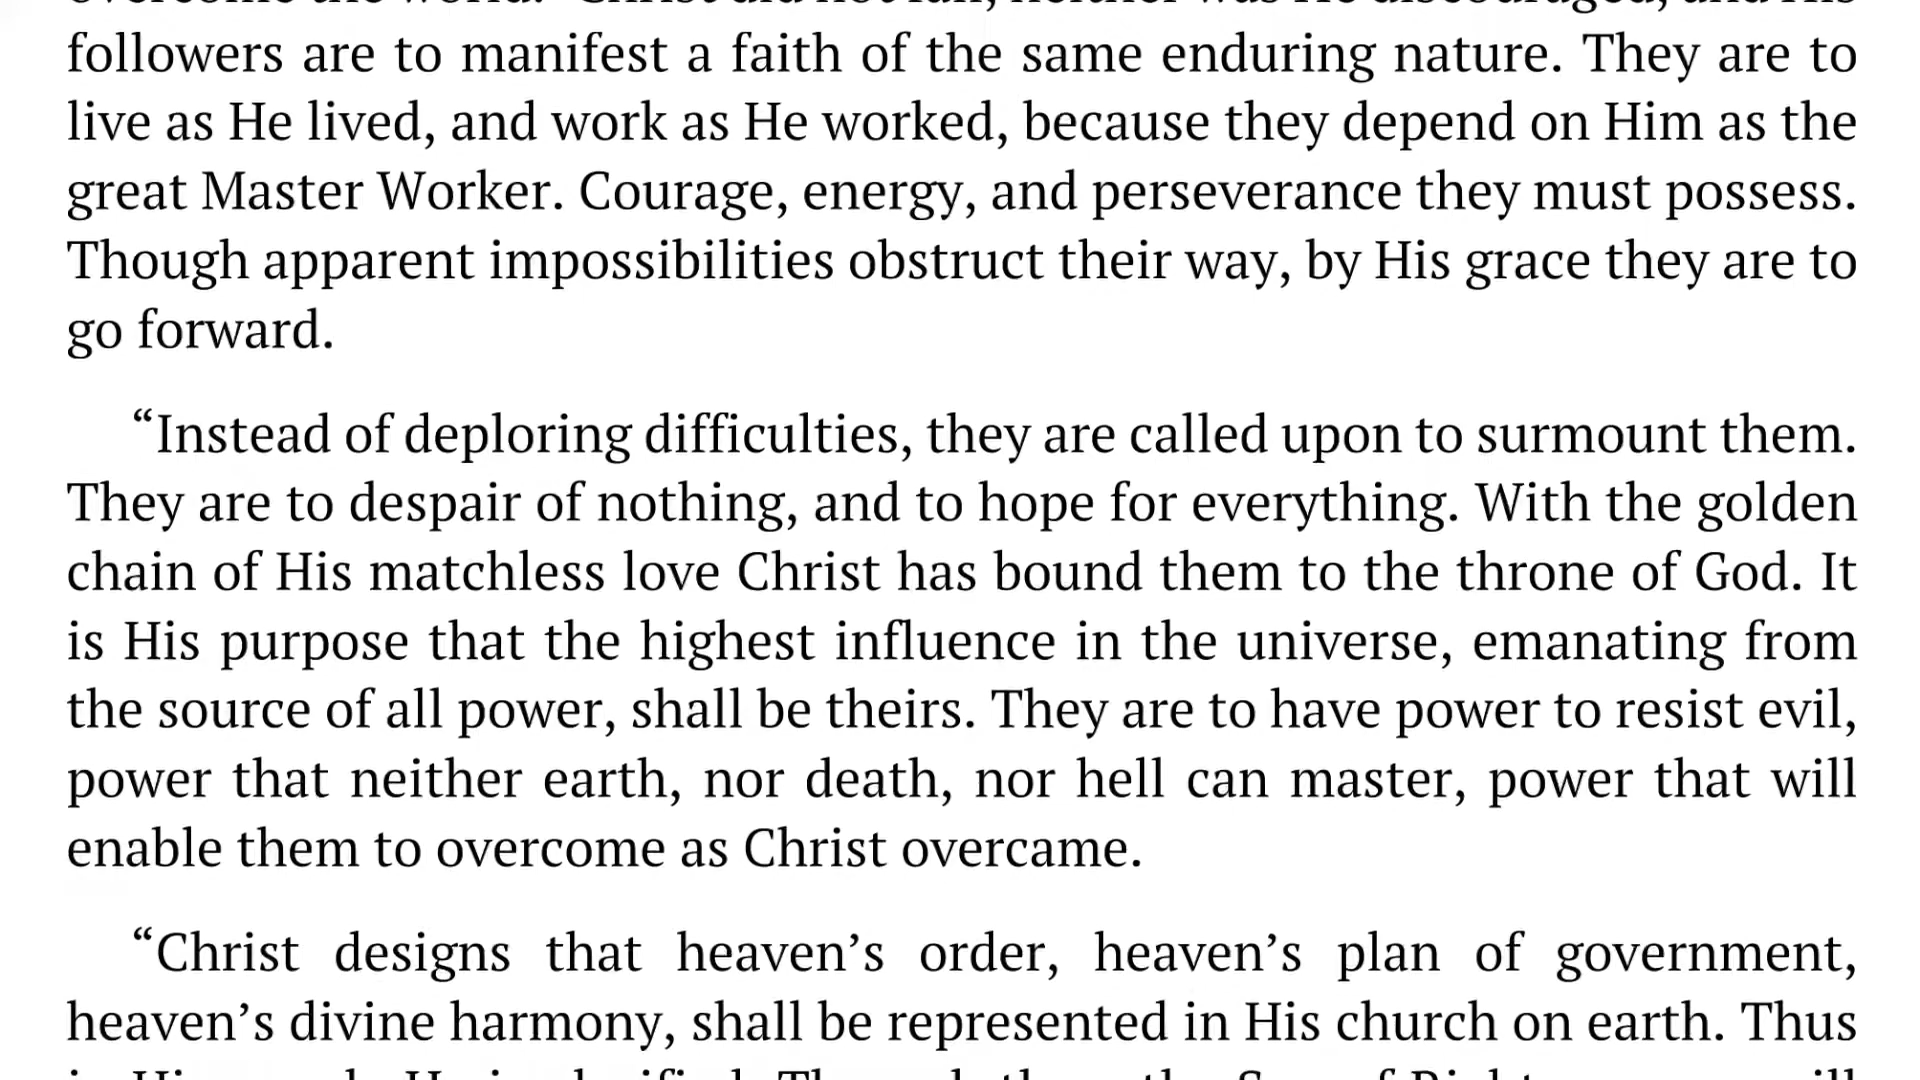 followers are to manifest a faith of the same enduring nature. They are to
live as He lived, and work as He worked, because they depend on Him as the
great Master Worker. Courage, energy, and perseverance they must possess.
Though apparent impossibilities obstruct their way, by His grace they are to
go forward.
“Instead of deploring difficulties, they are called upon to surmount them.
They are to despair of nothing, and to hope for everything. With the golden
chain of His matchless love Christ has bound them to the throne of God. It
is His purpose that the highest influence in the universe, emanating from
the source of all power, shall be theirs. They are to have power to resist evil,
power that neither earth, nor death, nor hell can master, power that will
enable them to overcome as Christ overcame.
“Christ designs that heaven’s order, heaven’s plan of government,
heaven’s divine harmony, shall be represented in His church on earth. Thus